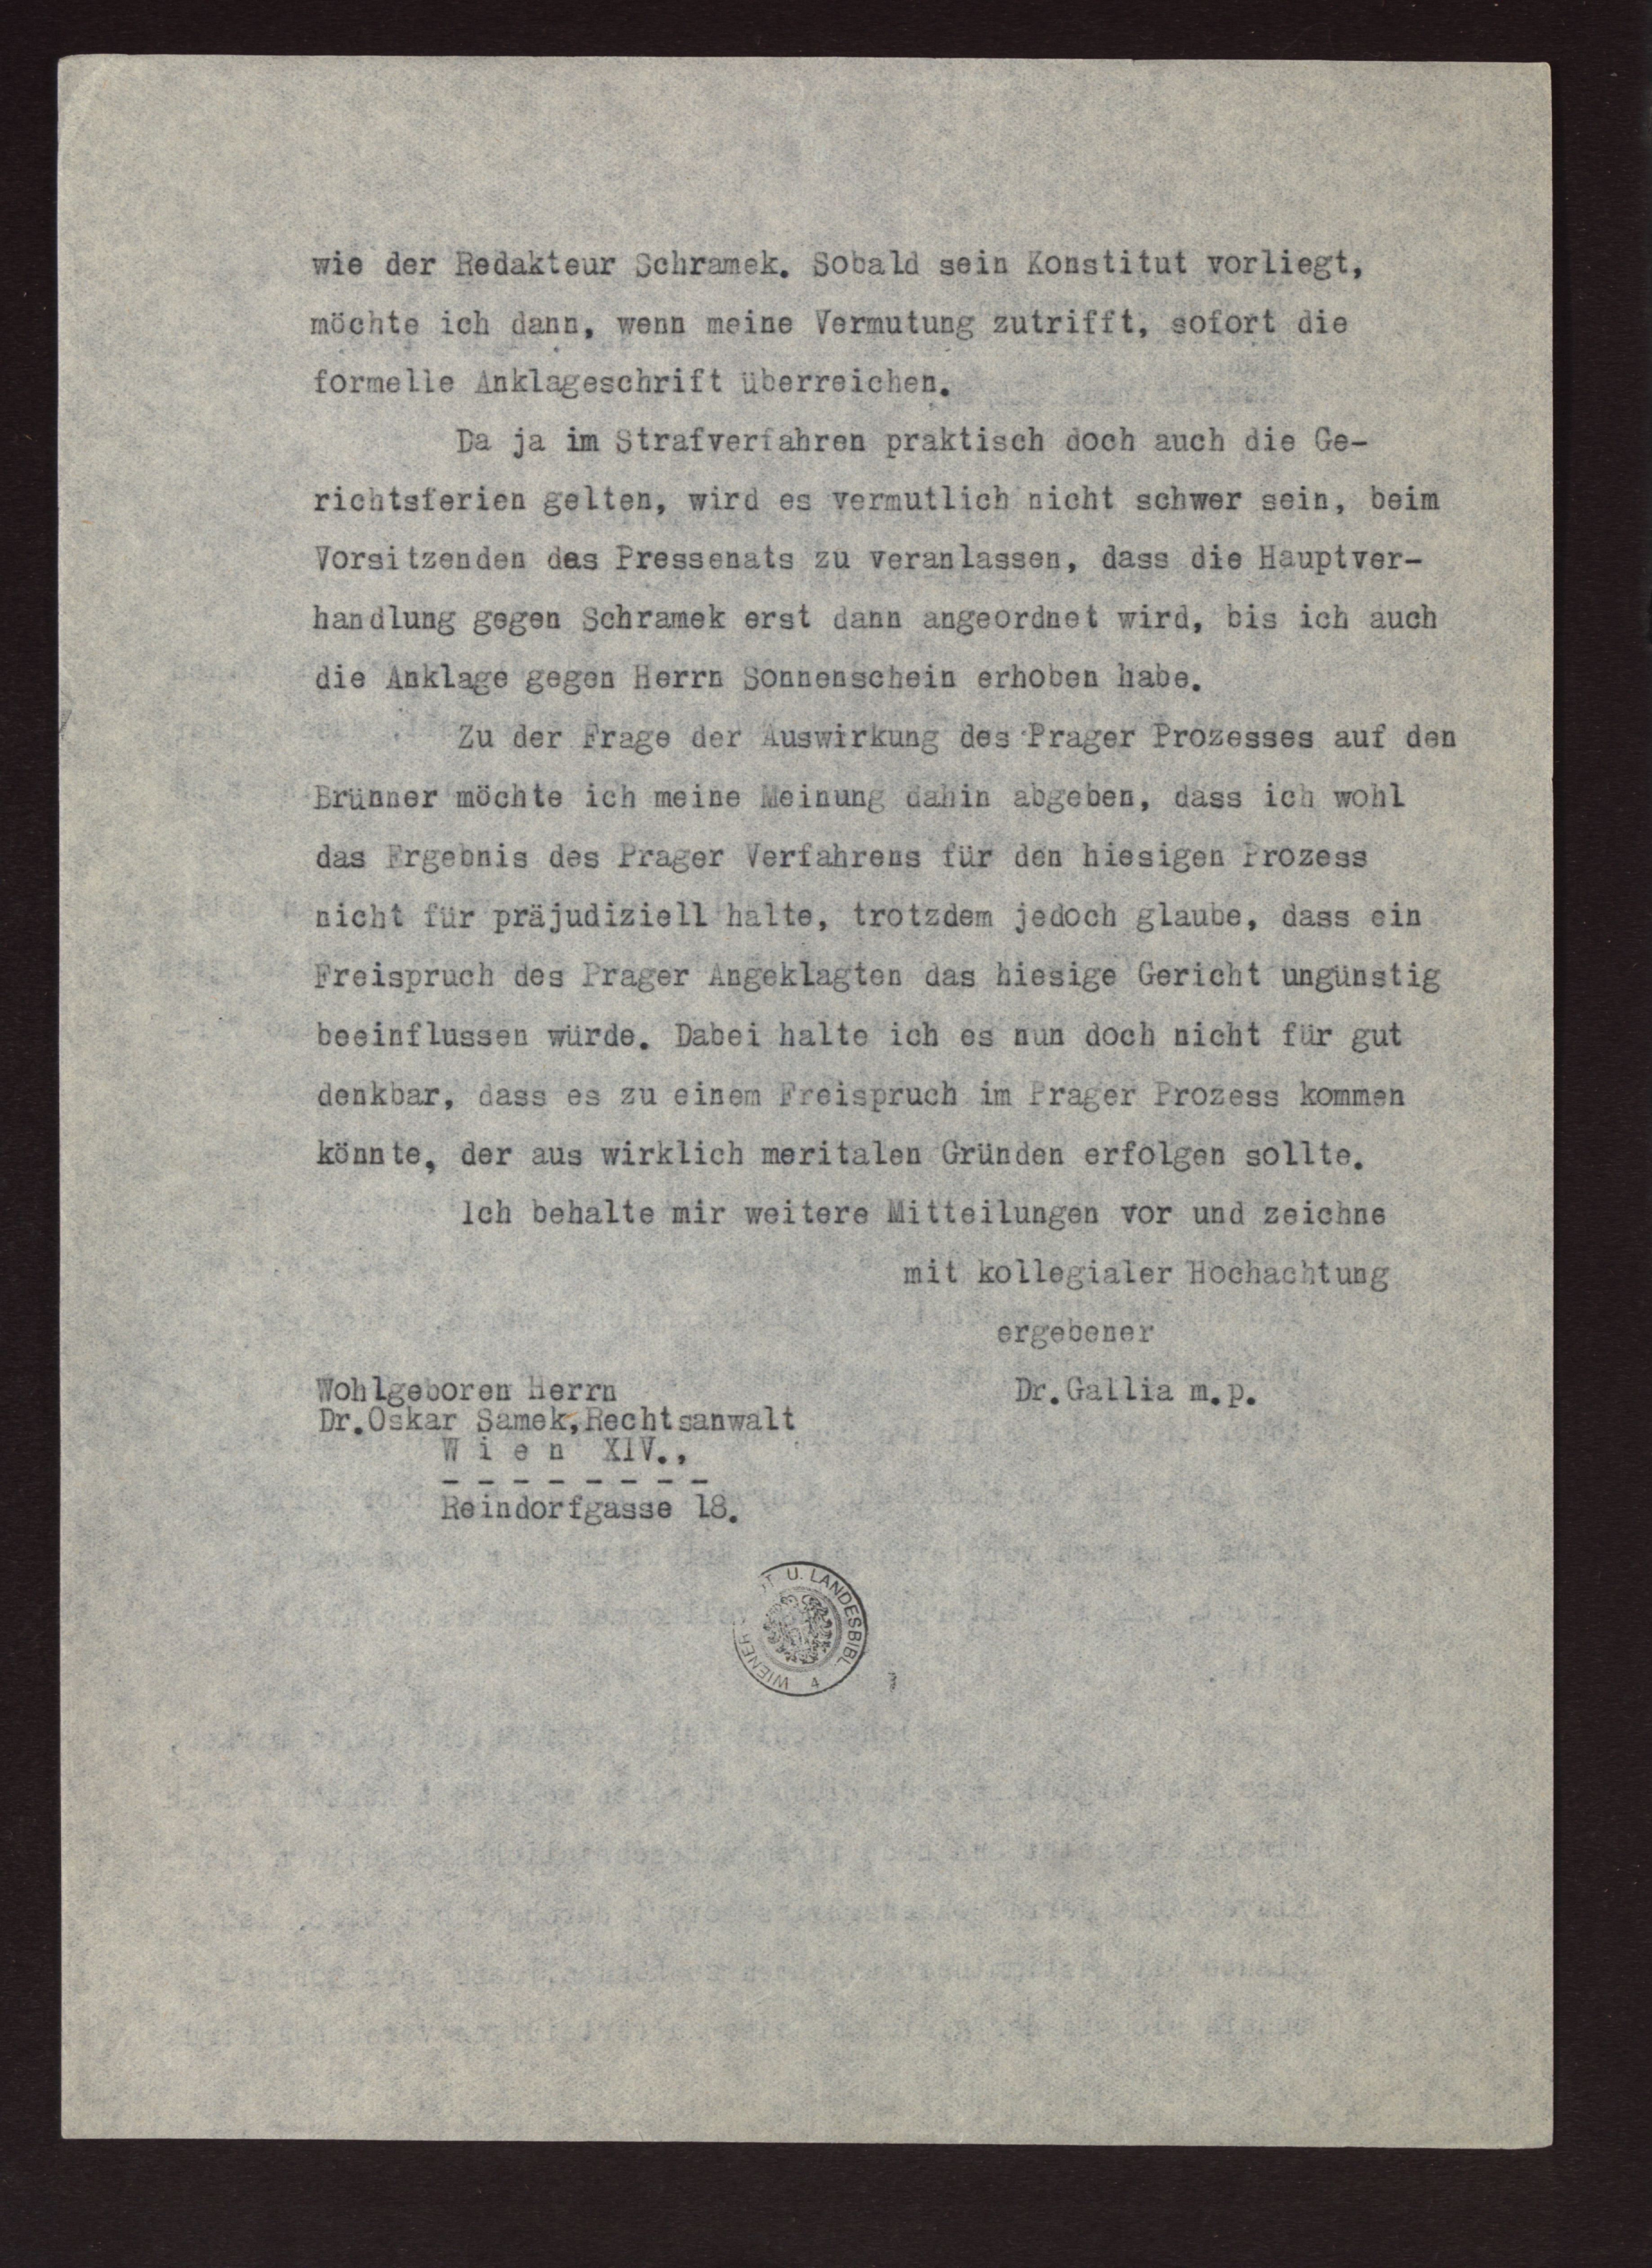 wie der Redakteur Schramek. Sobald sein Konstitut vorliegt,
möchte ich dann, wenn meine Vermutung zutrifft, sofort die
formelle Anklageschrift überreichen.
Da ja im Strafverfahren praktisch doch auch die Ge-
richtsferien gelten, wird es vermutlich nicht schwer sein, beim
Vorsitzenden des Pressenats zu veranlassen, dass die Hauptver-
handlung gegen Schramek erst dann angeordnet wird, bis ich auch
die Anklage gegen Herrn Sonnenschein erhoben habe.
Zu der Frage der Auswirkung des Prager Prozesses auf den
Brünner möchte ich meine Meinung dahin abgeben, dass ich wohl
das Ergebnis des Prager Verfahrens für den hiesigen Prozess
nicht für präjudiziell halte, trotzdem jedoch glaube, dass ein
Freispruch des Prager Angeklagten das hiesige Gericht ungünstig
beeinflussen würde. Dabei halte ich es nun doch nicht für gut
denkbar, dass es zu einem Freispruch im Prager Prozess kommen
könnte, der aus wirklich meritalen Gründen erfolgen sollte.
Ich behalte mir weitere Mitteilungen vor und zeichne
mit kollegialer Hochachtung
ergebener
Dr.Gallia m.p.
Wohlgeboren Herrn
Dr.Oskar Samek,Rechtsanwalt
W i e n XIV.,
- - - - - - - -
Reindorfgasse 18.
WIENER U. LANDESBIBL. 4